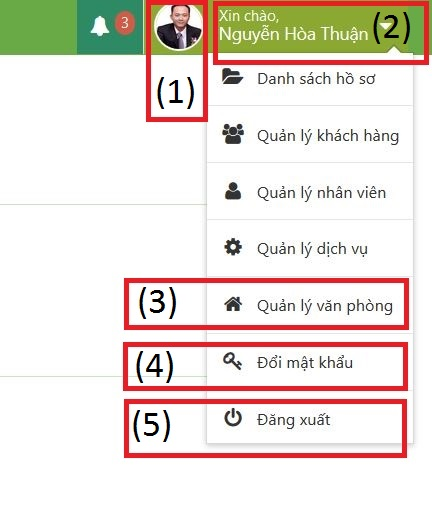 3
(1)
Xin chào,
Nguyễn Hòa Thuận
(2)
Danh sách hồ sơ
Quản lý khách hàng
Quản lý nhân viên
Quản lý dịch vụ
(3)
Quản lý văn phòng
(4)
Đổi mật khẩu
(5)
Đăng xuất